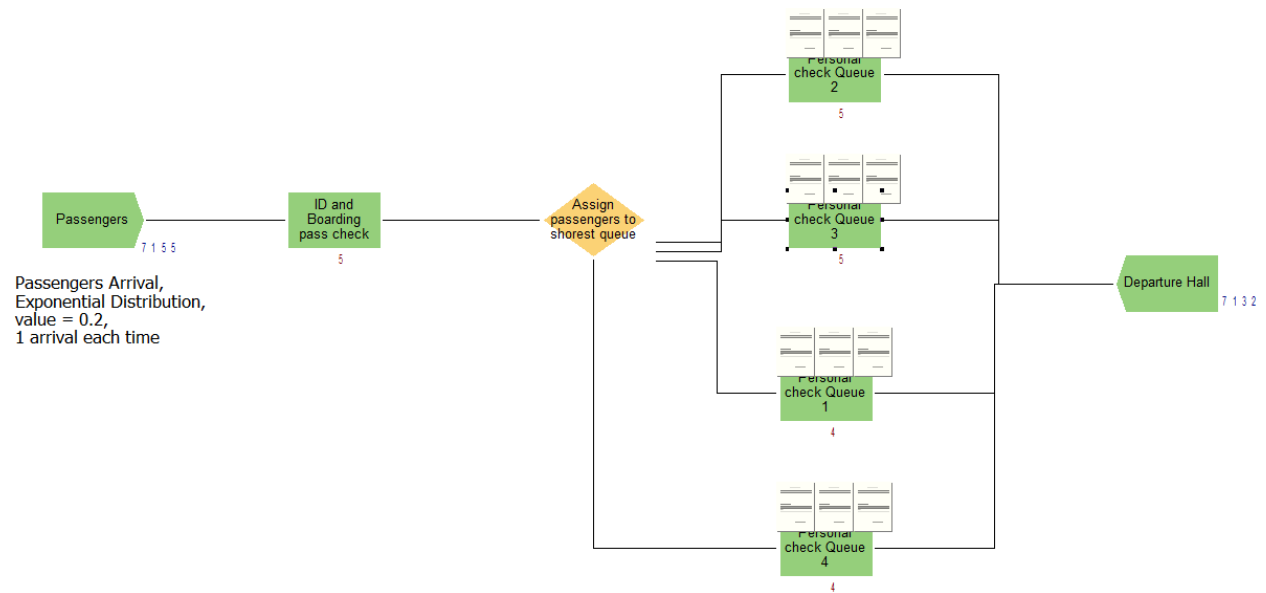 Personal
check Queue
2
5
Personal
check Queue
3
5
Passengers
7 1 5 5
ID and
Boarding
pass check
5
Assign
passengers to
shorest queue
Passengers Arrival,
Exponential Distribution,
value = 0.2,
1 arrival each time
Departure Hall
7 1 3 2
Personal
check Queue
1
4
Personal
check Queue
4
4